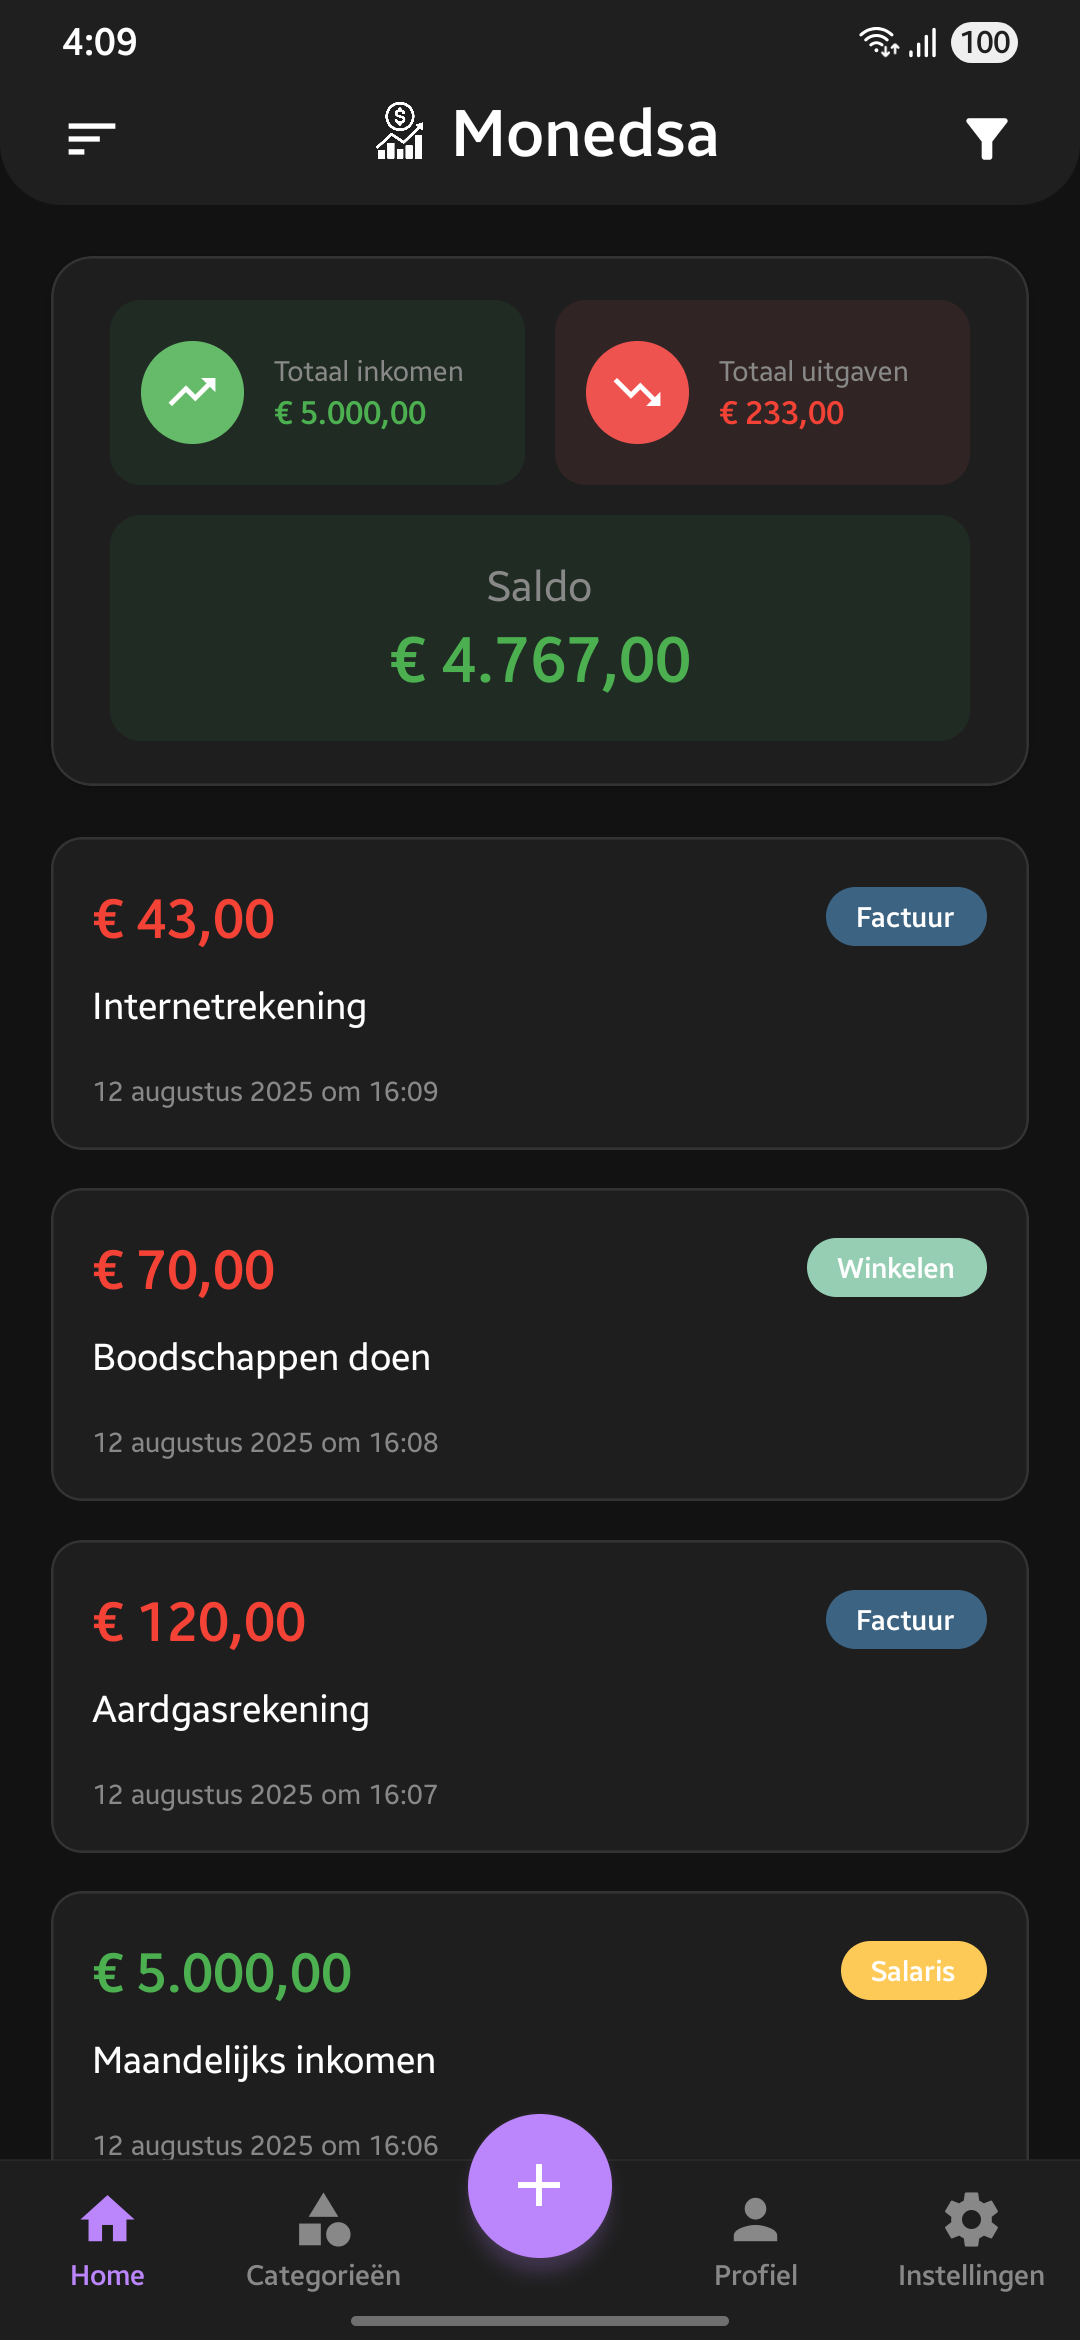 4:09
100
Monedsa
Totaal inkomen
€ 5.000,00
Totaal uitgaven
€ 233,00
Saldo
€ 4.767,00
€ 43,00
Factuur
Internetrekening
12 augustus 2025 om 16:09
€ 70,00
Winkelen
Boodschappen doen
12 augustus 2025 om 16:08
€ 120,00
Factuur
Aardgasrekening
12 augustus 2025 om 16:07
€ 5.000,00
Salaris
Maandelijks inkomen
12 augustus 2025 om 16:06
Home
Categorieën
Profiel
Instellingen